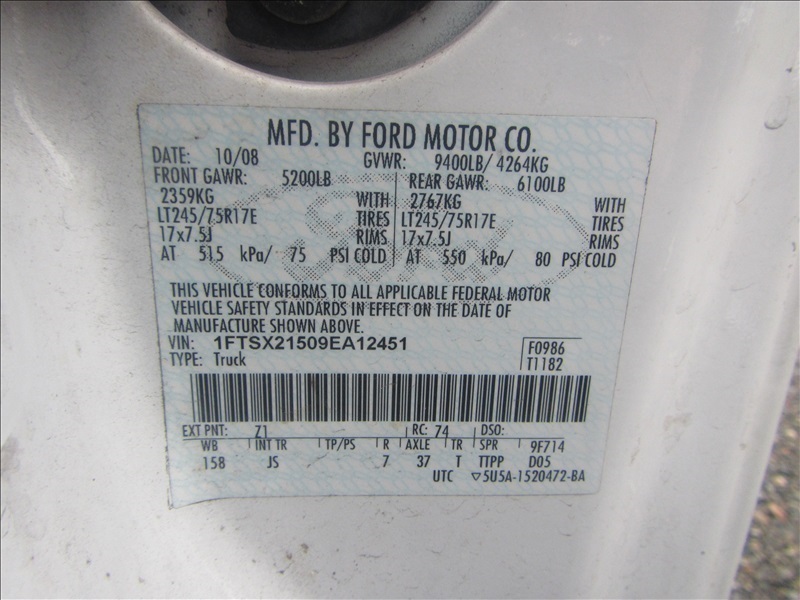 MFD. BY FORD MOTOR CO.
DATE: 10/08 GVWR: 9400LB/ 4264KG
FRONT GAWR: 5200LB REAR GAWR: 6100LB
2359KG WITH 2767KG WITH
LT245/75R17E TIRES LT245/75R17E TIRES
17x7.5J RIMS 17x7.5J RIMS
AT 515 kPa/ 75 PSI COLD AT 550 kPa/ 80 PSI COLD
THIS VEHICLE CONFORMS TO ALL APPLICABLE FEDERAL MOTOR
VEHICLE SAFETY STANDARDS IN EFFECT ON THE DATE OF
MANUFACTURE SHOWN ABOVE.
VIN: 1FTSX21509EA12451 F0986
TYPE: Truck T1182
EXT PNT: Z1 RC: 74 DSO:
WB INT TR TP/PS R AXLE TR SPR 9F714
158 JS 7 37 T TTPP D05
UTC ▽5U5A-1520472-BA